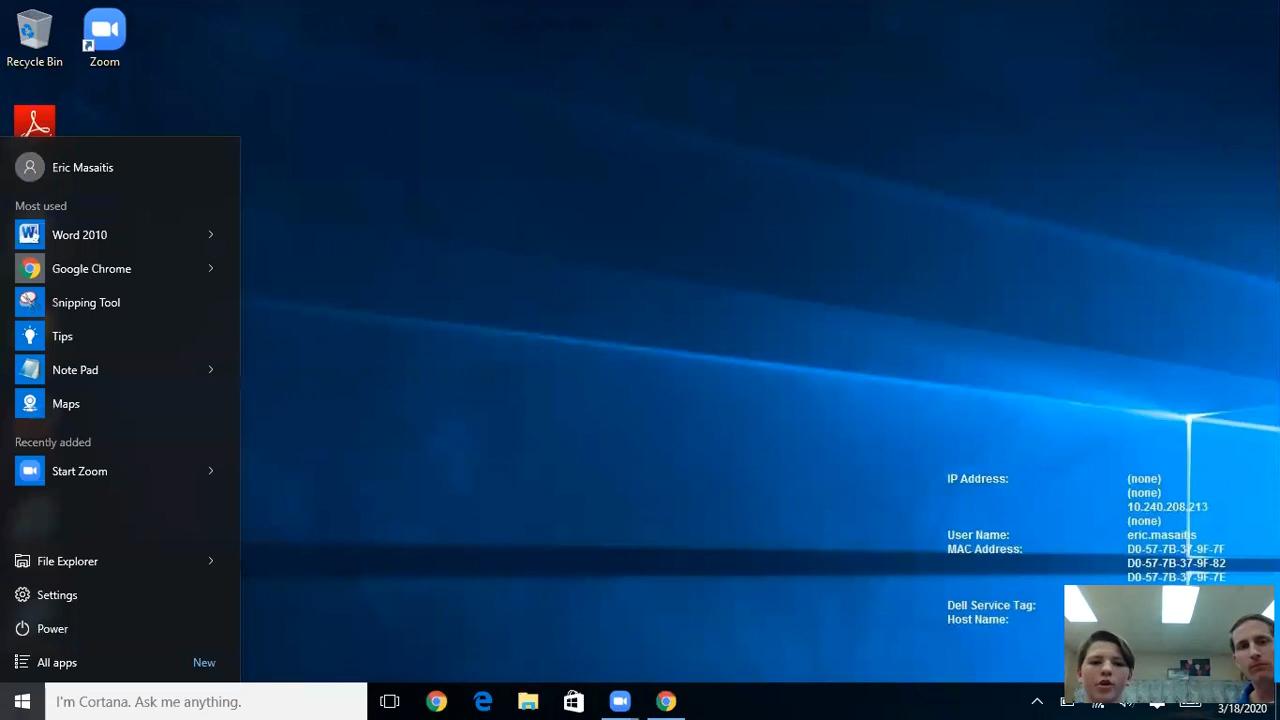 Recycle Bin
Zoom
Eric Masaitis
Most used
Word 2010
Google Chrome
Snipping Tool
Tips
Note Pad
Maps
Recently added
Start Zoom
File Explorer
Settings
Power
All apps New
IP Address: (none)
(none)
10.240.208.213
(none)
User Name: eric.masaitis
MAC Address: D0-57-7B-37-9F-7F
D0-57-7B-37-9F-82
D0-57-7B-37-9F-7E
Dell Service Tag:
Host Name:
I'm Cortana. Ask me anything.
3/18/2020